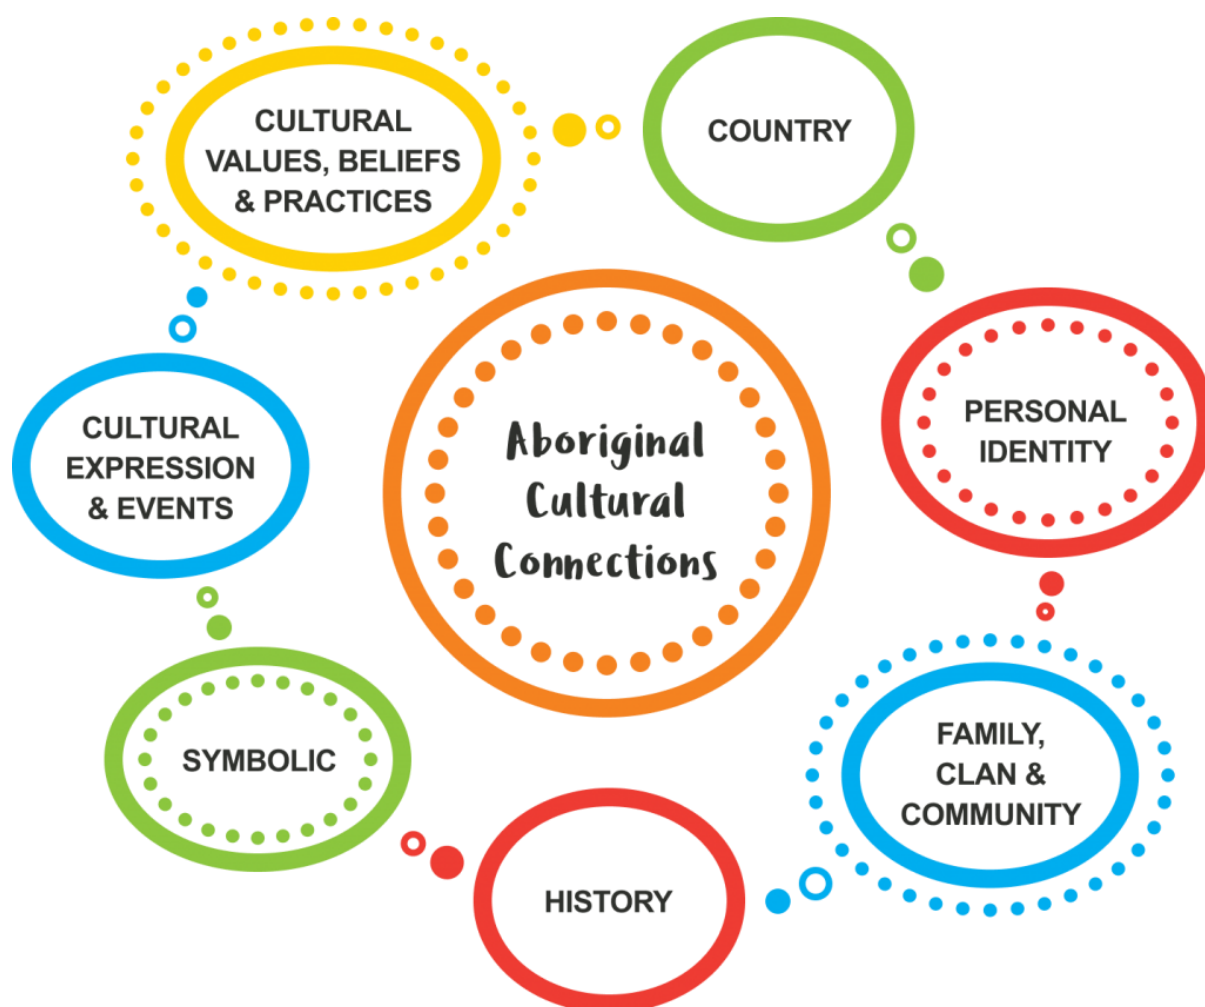 CULTURAL
VALUES, BELIEFS
& PRACTICES
COUNTRY
PERSONAL
IDENTITY
FAMILY,
CLAN &
COMMUNITY
HISTORY
SYMBOLIC
CULTURAL
EXPRESSION
& EVENTS
Aboriginal
Cultural
Connections